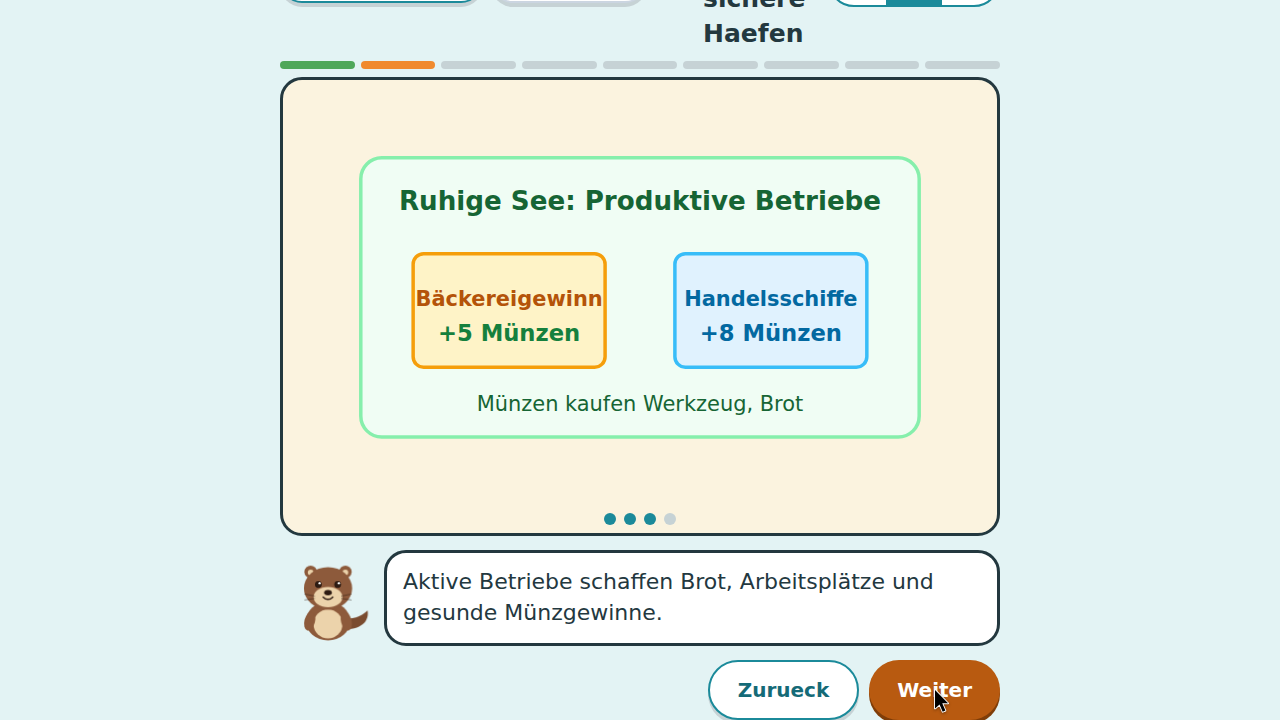 sichere
Haefen
Ruhige See: Produktive Betriebe
Bäckereigewinn
+5 Münzen
Handelsschiffe
+8 Münzen
Münzen kaufen Werkzeug, Brot
Aktive Betriebe schaffen Brot, Arbeitsplätze und
gesunde Münzgewinne.
Zurueck
Weiter